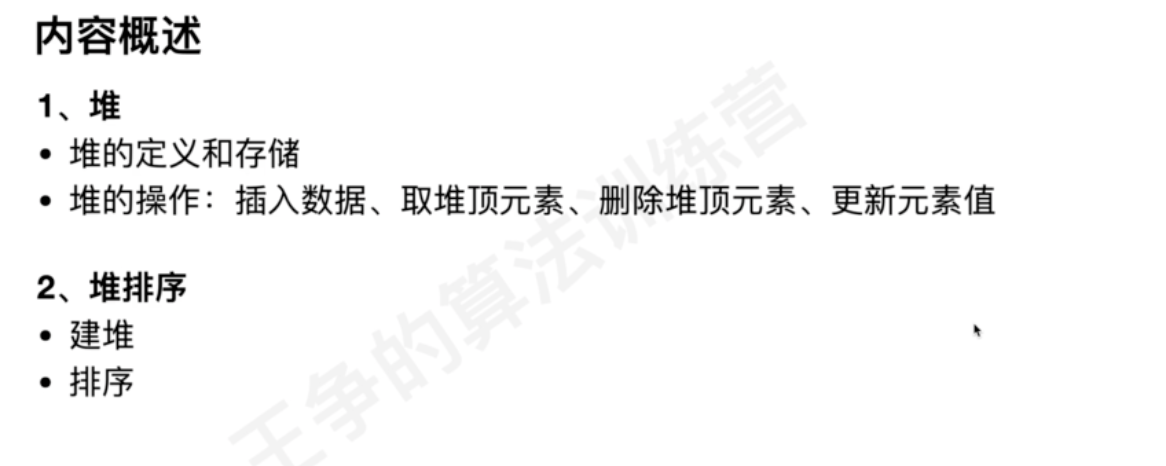 内容概述
1、堆
• 堆的定义和存储
• 堆的操作：插入数据、取堆顶元素、删除堆顶元素、更新元素值
2、堆排序
• 建堆
• 排序
王争的算法训练营